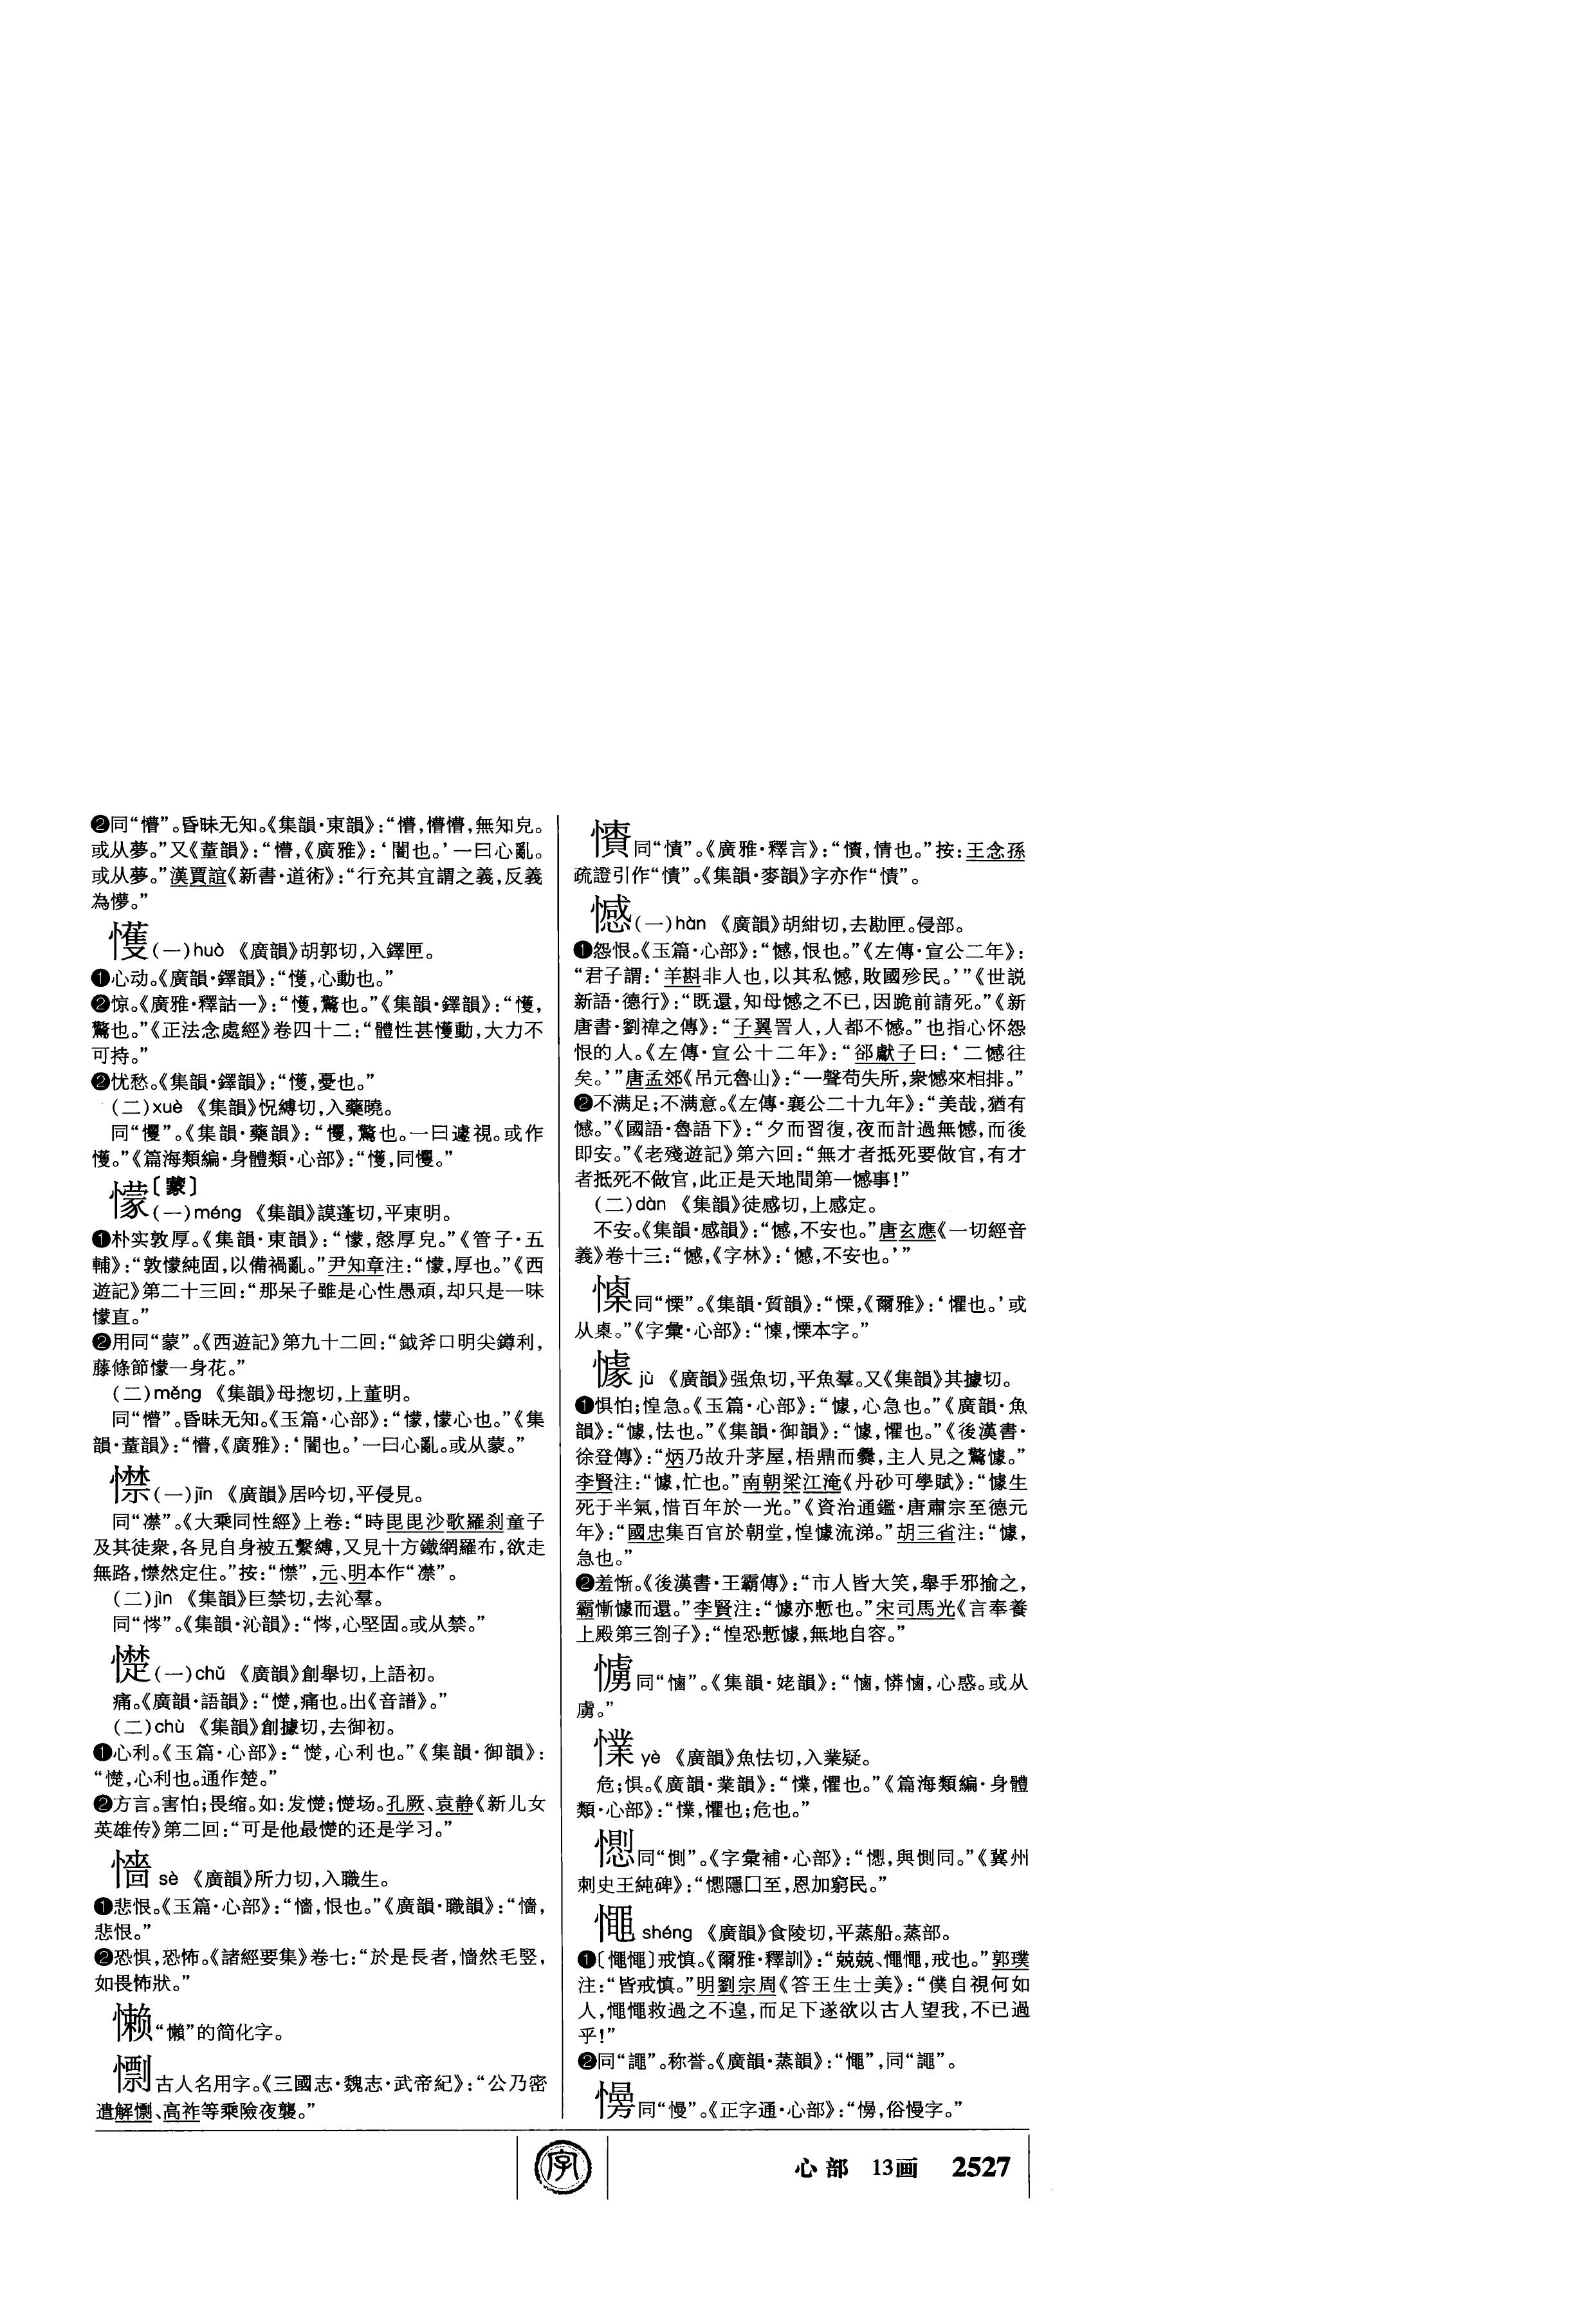 ❷同“懵”。昏昧无知。《集韻·東韻》：“懵，懵懵，無知皃。
或从夢。”又《董韻》：“懵，《廣雅》：‘闇也。’一曰心亂。
或从夢。”漢賈誼《新書·道術》：“行充其宜謂之義，反義
為懜。”
㦜(一)huò 《廣韻》胡郭切，入鐸匣。
❶心动。《廣韻·鐸韻》：“㦜，心動也。”
❷惊。《廣雅·釋詁一》：“㦜，驚也。”《集韻·鐸韻》：“㦜，
驚也。”《正法念處經》卷四十二：“體性甚㦜動，大力不
可持。”
❷忧愁。《集韻·鐸韻》：“㦜，憂也。”
(二)xuè 《集韻》怳縛切，入藥曉。
同“戄”。《集韻·藥韻》：“戄，驚也。一曰遽視。或作
㦜。”《篇海類編·身體類·心部》：“㦜，同戄。”
懞〔蒙〕
(一)méng 《集韻》謨蓬切，平東明。
❶朴实敦厚。《集韻·東韻》：“懞，慤厚皃。”《管子·五
輔》：“敦懞純固，以備禍亂。”尹知章注：“懞，厚也。”《西
遊記》第二十三回：“那呆子雖是心性愚頑，却只是一味
懞直。”
❷用同“蒙”。《西遊記》第九十二回：“鉞斧口明尖鐏利，
藤條節懞一身花。”
(二)měng 《集韻》母揔切，上董明。
同“懵”。昏昧无知。《玉篇·心部》：“懞，懞心也。”《集
韻·董韻》：“懵，《廣雅》：‘闇也。’一曰心亂。或从蒙。”
㦗(一)jīn 《廣韻》居吟切，平侵見。
同“襟”。《大乘同性經》上卷：“時毘毘沙歌羅刹童子
及其徒衆，各見自身被五繫縛，又見十方鐵網羅布，欲走
無路，㦗然定住。”按：“㦗”，元、明本作“凚”。
(二)jìn 《集韻》巨禁切，去沁羣。
同“㤐”。《集韻·沁韻》：“㤐，心堅固。或从禁。”
憷(一)chǔ 《廣韻》創舉切，上語初。
痛。《廣韻·語韻》：“憷，痛也。出《音譜》。”
(二)chù 《集韻》創據切，去御初。
❶心利。《玉篇·心部》：“憷，心利也。”《集韻·御韻》：
“憷，心利也。通作楚。”
❷方言。害怕；畏缩。如：发憷；憷场。孔厥、袁静《新儿女
英雄传》第二回：“可是他最憷的还是学习。”
懎 sè 《廣韻》所力切，入職生。
❶悲恨。《玉篇·心部》：“懎，恨也。”《廣韻·職韻》：“懎，
悲恨。”
❷恐惧，恐怖。《諸經要集》卷七：“於是長者，懎然毛竪，
如畏怖狀。”
懒“懶”的简化字。
㦢古人名用字。《三國志·魏志·武帝紀》：“公乃密
遣解㦢、高祚等乘險夜襲。”
同“憒”。《廣雅·釋言》：“，情也。”按：王念孫
疏證引作“㥽”。《集韻·麥韻》字亦作“㥽”。
憾(一)hàn 《廣韻》胡紺切，去勘匣。侵部。
❶怨恨。《玉篇·心部》：“憾，恨也。”《左傳·宣公二年》：
“君子謂：‘羊斟非人也，以其私憾，敗國殄民。’”《世説
新語·德行》：“既還，知母憾之不已，因跪前請死。”《新
唐書·劉禕之傳》：“子翼詈人，人都不憾。”也指心怀怨
恨的人。《左傳·宣公十二年》：“郤獻子曰：‘二憾往
矣。’”唐孟郊《吊元魯山》：“一聲苟失所，衆憾來相排。”
❷不满足；不满意。《左傳·襄公二十九年》：“美哉，猶有
憾。”《國語·魯語下》：“夕而習復，夜而計過無憾，而後
即安。”《老殘遊記》第六回：“無才者抵死要做官，有才
者抵死不做官，此正是天地間第一憾事！”
(二)dàn 《集韻》徒感切，上感定。
不安。《集韻·感韻》：“憾，不安也。”唐玄應《一切經音
義》卷十三：“憾，《字林》：‘憾，不安也。’”
同“慄”。《集韻·質韻》：“慄，《爾雅》：‘懼也。’或
从㮚。”《字彙·心部》：“，慄本字。”
懅 jù 《廣韻》强魚切，平魚羣。又《集韻》其據切。
❶惧怕；惶急。《玉篇·心部》：“懅，心急也。”《廣韻·魚
韻》：“懅，怯也。”《集韻·御韻》：“懅，懼也。”《後漢書·
徐登傳》：“炳乃故升茅屋，梧鼎而爨，主人見之驚懅。”
李賢注：“懅，忙也。”南朝梁江淹《丹砂可學賦》：“懅生
死于半氣，惜百年於一光。”《資治通鑑·唐肅宗至德元
年》：“國忠集百官於朝堂，惶懅流涕。”胡三省注：“懅，
急也。”
❷羞惭。《後漢書·王霸傳》：“市人皆大笑，舉手邪揄之，
霸慚懅而還。”李賢注：“懅亦慙也。”宋司馬光《言奉養
上殿第三劄子》：“惶恐慙懅，無地自容。”
同“㥬”。《集韻·姥韻》：“，，心惑。或从
虜。”
㦪 yè 《廣韻》魚怯切，入業疑。
危；惧。《廣韻·業韻》：“㦪，懼也。”《篇海類編·身體
類·心部》：“㦪，懼也；危也。”
同“惻”。《字彙補·心部》：“，與惻同。”《冀州
刺史王純碑》：“隱囗至，恩加窮民。”
憴 shéng 《廣韻》食陵切，平蒸船。蒸部。
❶〔憴憴〕戒慎。《爾雅·釋訓》：“兢兢、憴憴，戒也。”郭璞
注：“皆戒慎。”明劉宗周《答王生士美》：“僕自視何如
人，憴憴救過之不遑，而足下遂欲以古人望我，不已過
乎！”
❷同“譝”。称誉。《廣韻·蒸韻》：“憴”，同“譝”。
同“慢”。《正字通·心部》：“，俗慢字。”
字
心部 13画 2527